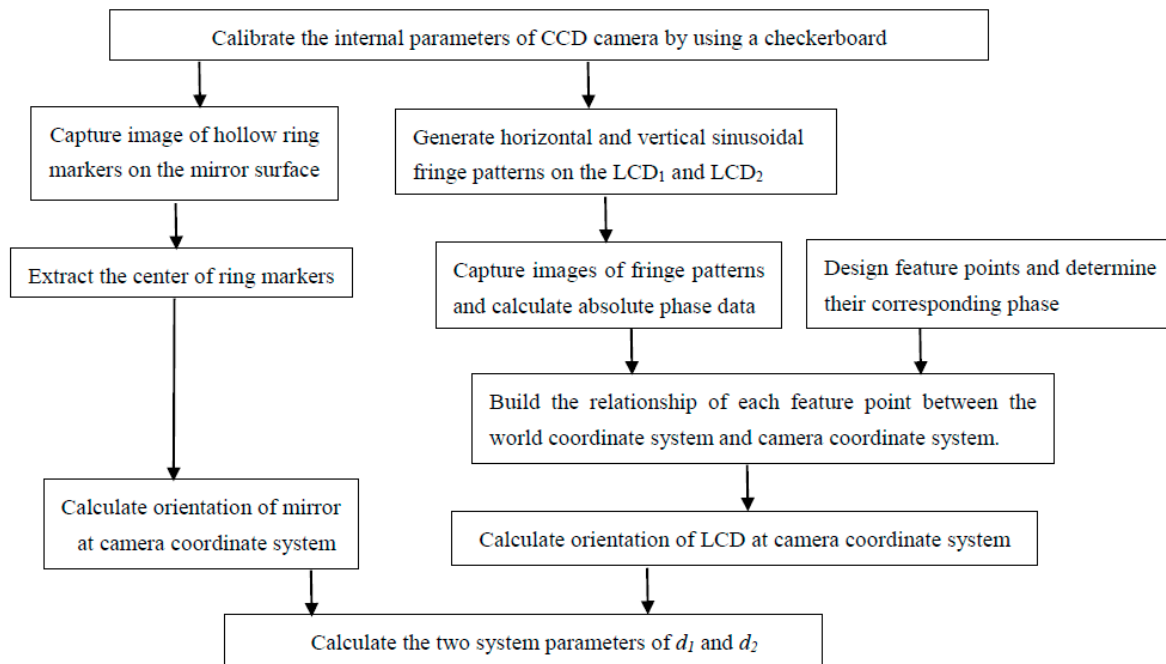 Calibrate the internal parameters of CCD camera by using a checkerboard
Capture image of hollow ring
markers on the mirror surface
Generate horizontal and vertical sinusoidal
fringe patterns on the LCD₁ and LCD₂
Extract the center of ring markers
Capture images of fringe patterns
and calculate absolute phase data
Design feature points and determine
their corresponding phase
Build the relationship of each feature point between the
world coordinate system and camera coordinate system.
Calculate orientation of mirror
at camera coordinate system
Calculate orientation of LCD at camera coordinate system
Calculate the two system parameters of d₁ and d₂